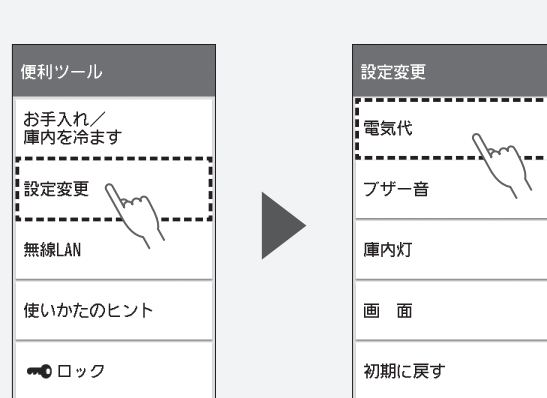 便利ツール
お手入れ／
庫内を冷ます
設定変更
無線LAN
使いかたのヒント
ロック
設定変更
電気代
ブザー音
庫内灯
画　面
初期に戻す